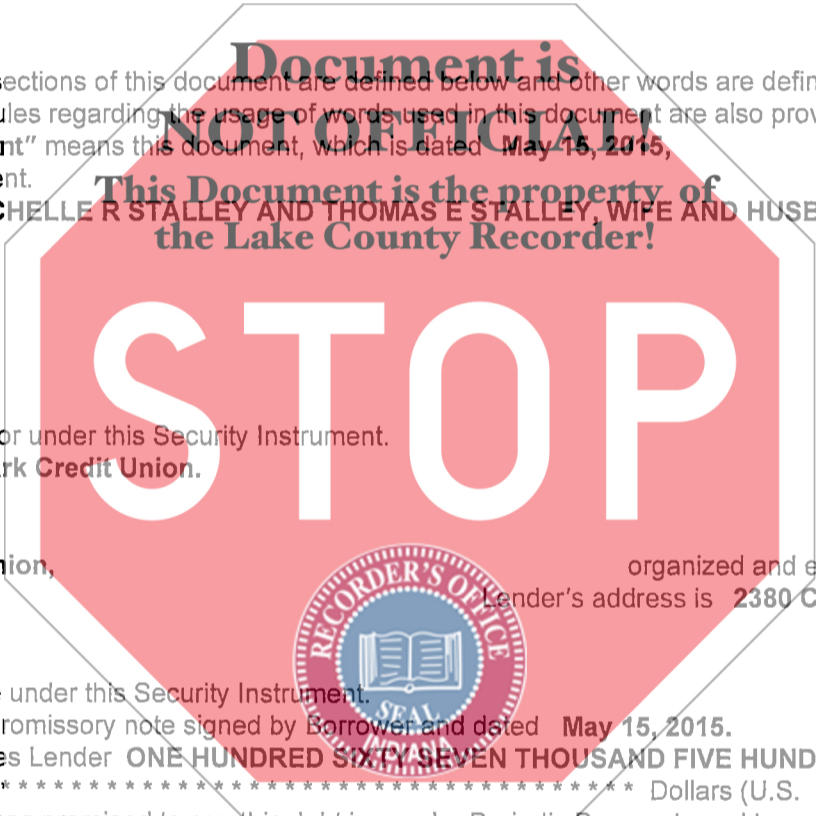 Document is
sections of this document are defined below and other words are defin
ules regarding the usage of words used in this document are also prov
NOT OFFICIAL!
nt" means this document, which is dated May 15, 2015,
ent.
This Document is the property of
CHELLE R STALLEY AND THOMAS E STALLEY, WIFE AND HUSB
the Lake County Recorder!
STOP
or under this Security Instrument.
rk Credit Union.
nion,
organized and e
Lender's address is 2380 C
RECORDER'S OFFICE
SEAL
INDIANA
under this Security Instrument.
romissory note signed by Borrower and dated May 15, 2015.
es Lender ONE HUNDRED SIXTY SEVEN THOUSAND FIVE HUND
* * * * * * * * * * * * * * * * * * * * * * * * * * * * * * * * * * * * * * Dollars (U.S.